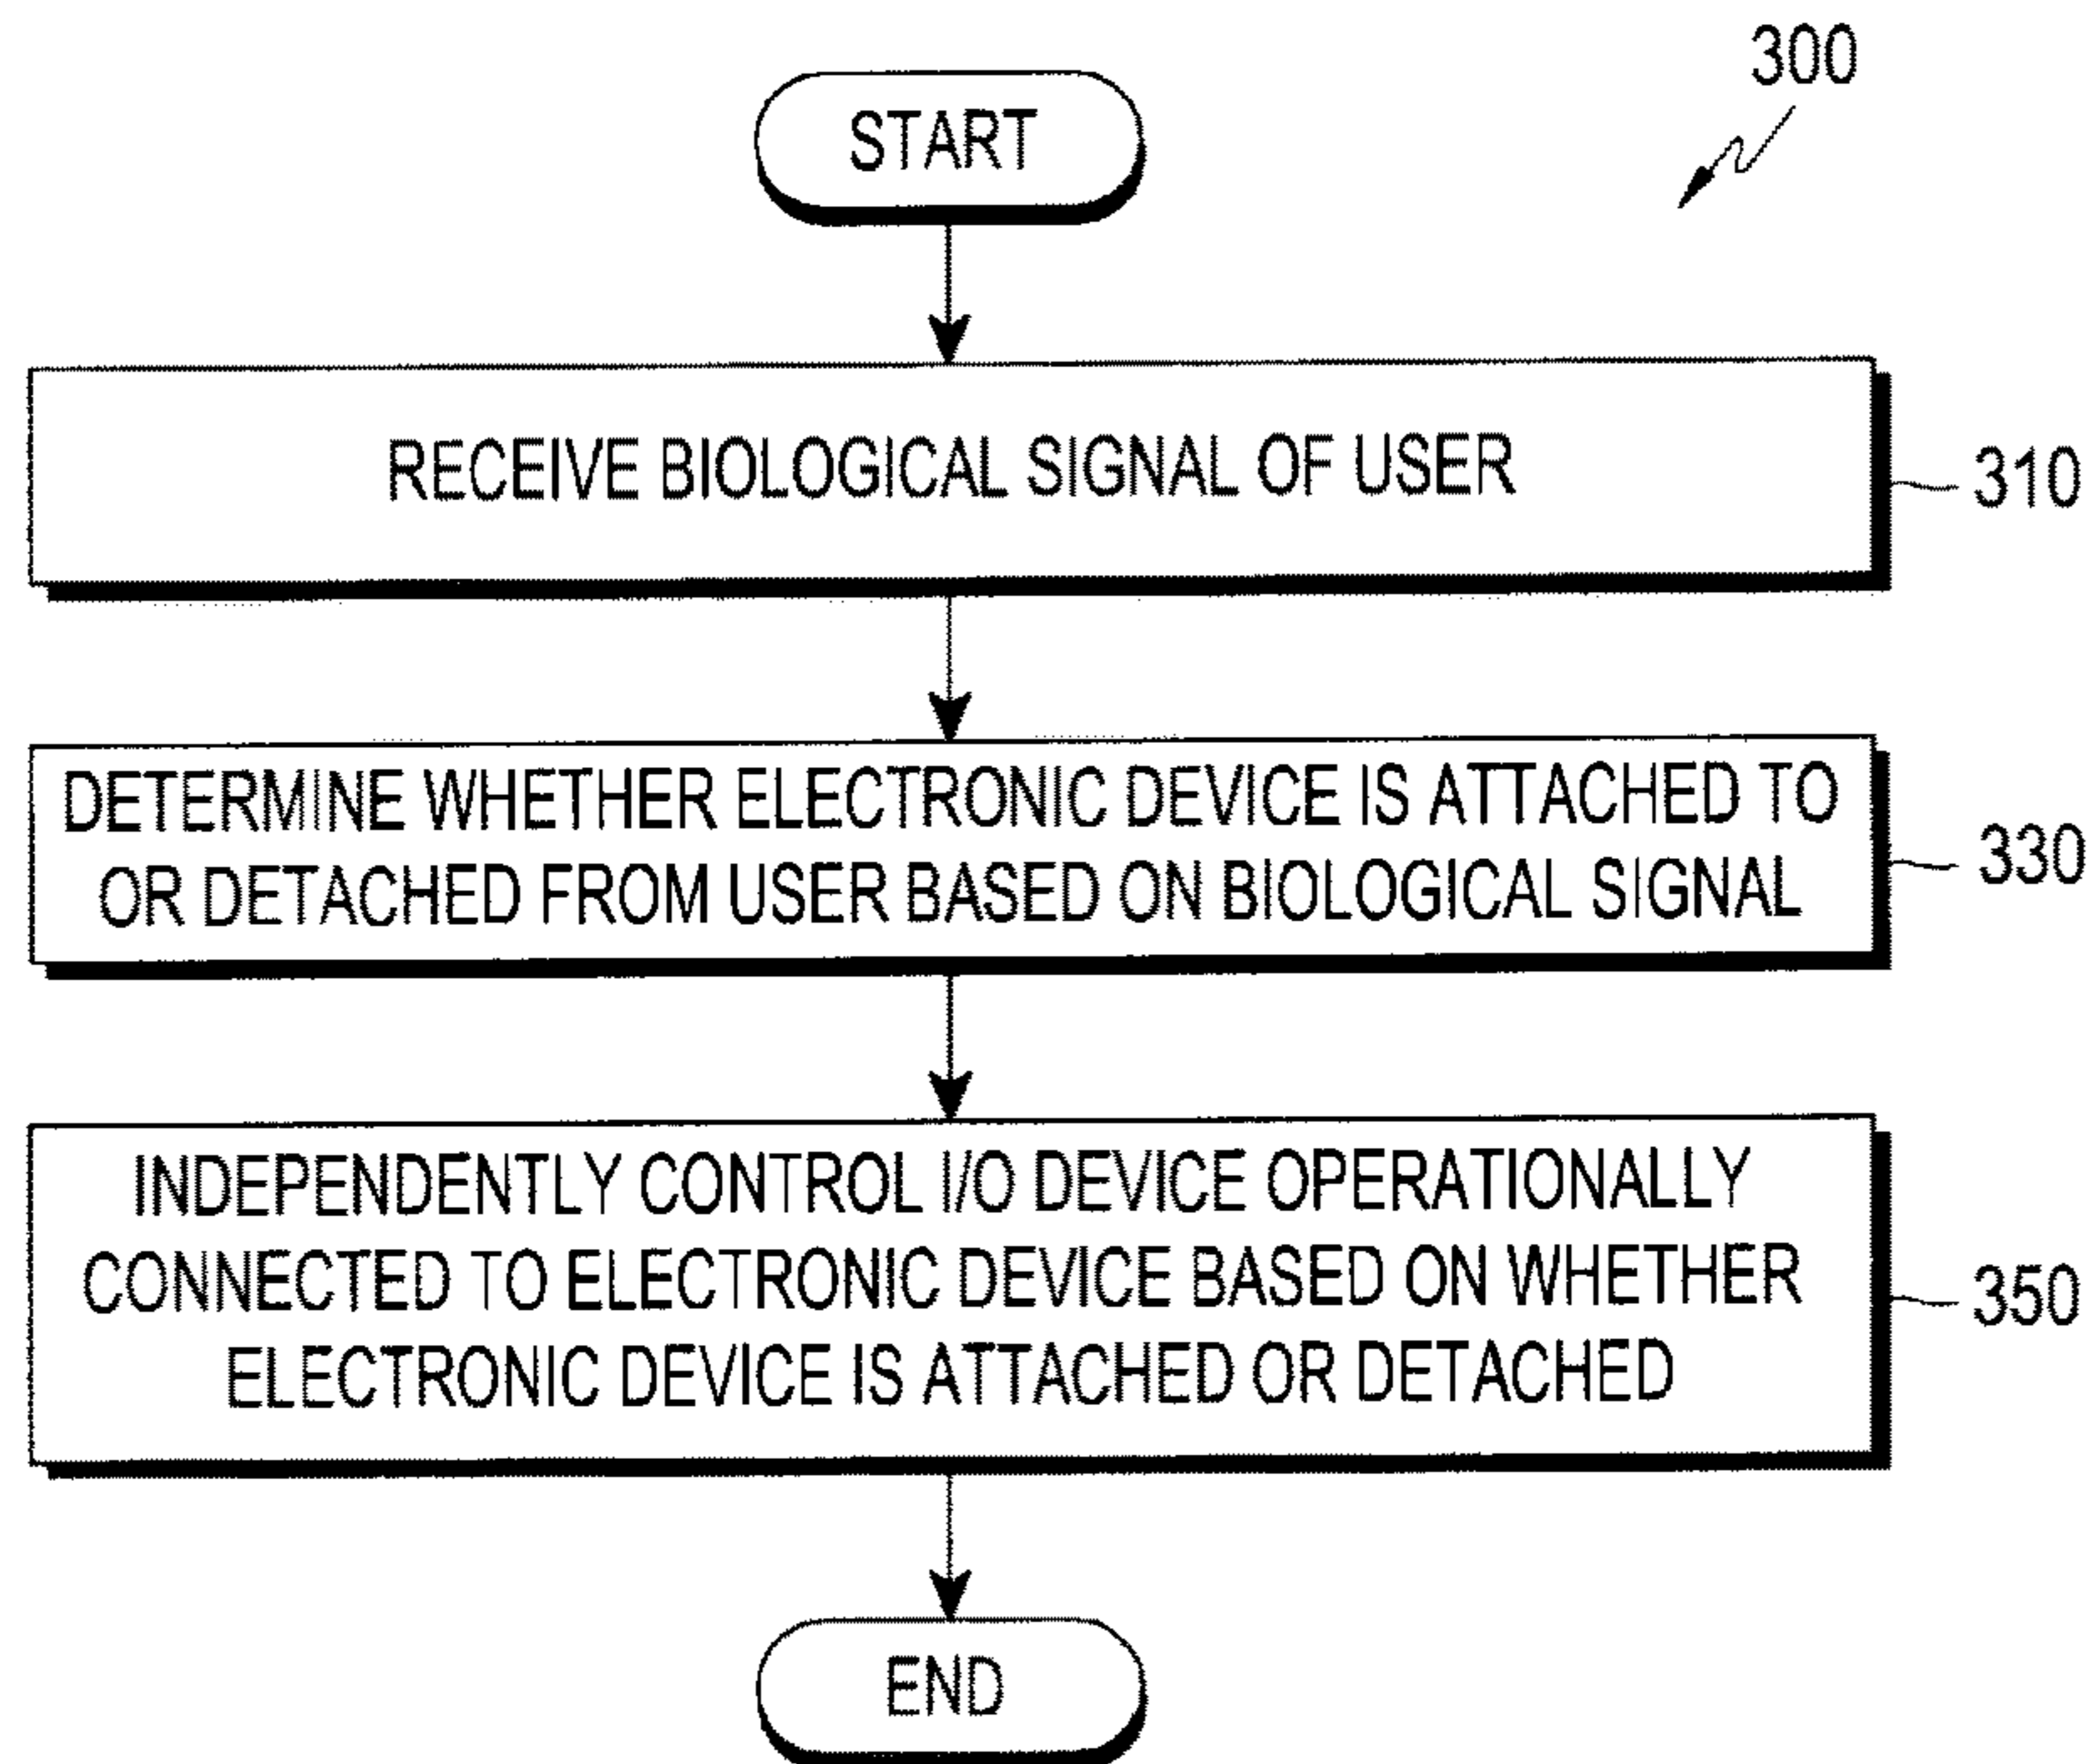 300
START
RECEIVE BIOLOGICAL SIGNAL OF USER
310
DETERMINE WHETHER ELECTRONIC DEVICE IS ATTACHED TO
OR DETACHED FROM USER BASED ON BIOLOGICAL SIGNAL
330
INDEPENDENTLY CONTROL I/O DEVICE OPERATIONALLY
CONNECTED TO ELECTRONIC DEVICE BASED ON WHETHER
ELECTRONIC DEVICE IS ATTACHED OR DETACHED
350
END